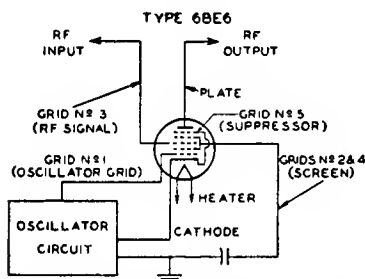 TYPE 6BE6
RF
INPUT
RF
OUTPUT
PLATE
GRID Nº 3
(RF SIGNAL)
GRID Nº 5
(SUPPRESSOR)
GRID Nº 1
(OSCILLATOR GRID)
GRIDS Nº 2 & 4
(SCREEN)
HEATER
CATHODE
OSCILLATOR
CIRCUIT